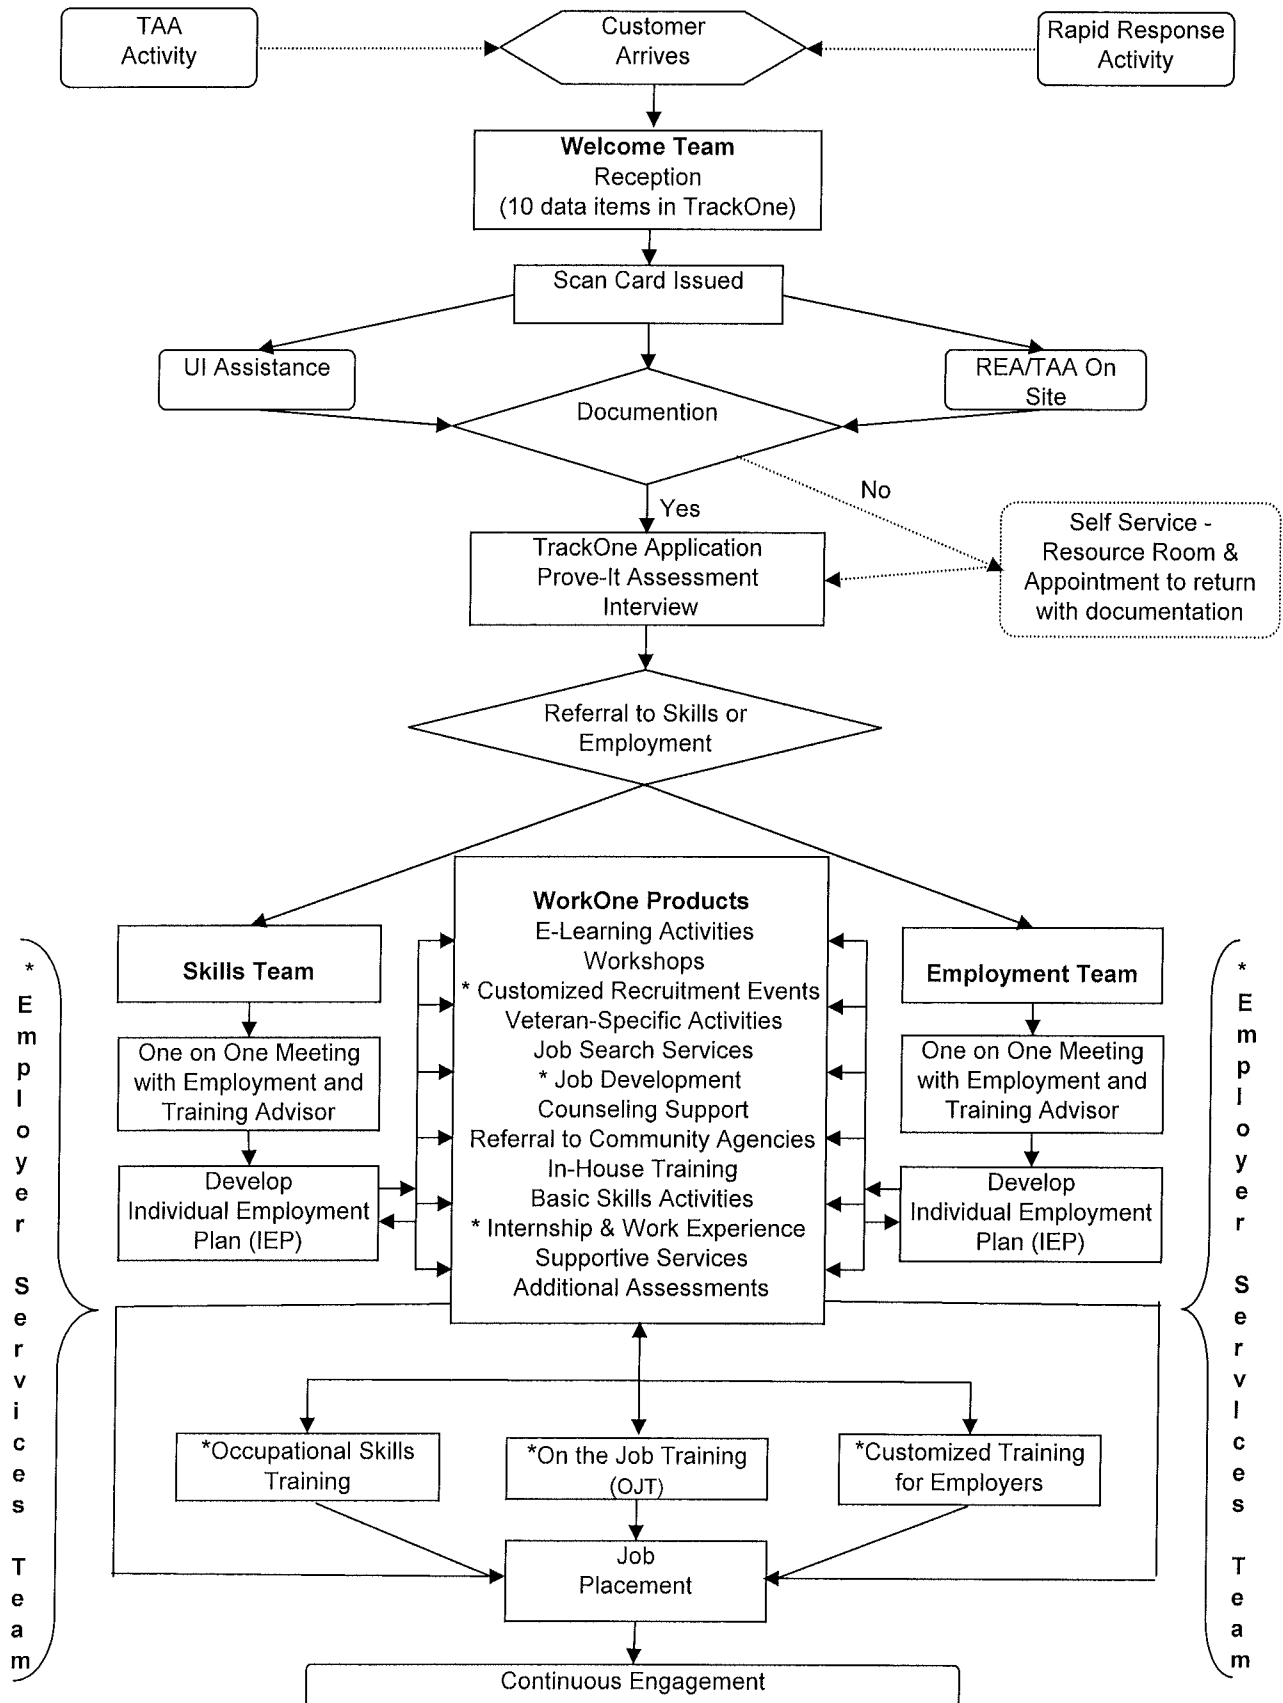 TAA
Activity
Customer
Arrives
Rapid Response
Activity
Welcome Team
Reception
(10 data items in TrackOne)
Scan Card Issued
UI Assistance
REA/TAA On
Site
Documention
No
Yes
Self Service -
Resource Room &
Appointment to return
with documentation
TrackOne Application
Prove-It Assessment
Interview
Referral to Skills or
Employment
WorkOne Products
E-Learning Activities
Workshops
* Customized Recruitment Events
Veteran-Specific Activities
Job Search Services
* Job Development
Counseling Support
Referral to Community Agencies
In-House Training
Basic Skills Activities
* Internship & Work Experience
Supportive Services
Additional Assessments
* Employer Services Team
Skills Team
One on One Meeting
with Employment and
Training Advisor
Develop
Individual Employment
Plan (IEP)
Employment Team
One on One Meeting
with Employment and
Training Advisor
Develop
Individual Employment
Plan (IEP)
* Employer Services Team
*Occupational Skills
Training
*On the Job Training
(OJT)
*Customized Training
for Employers
Job
Placement
Continuous Engagement